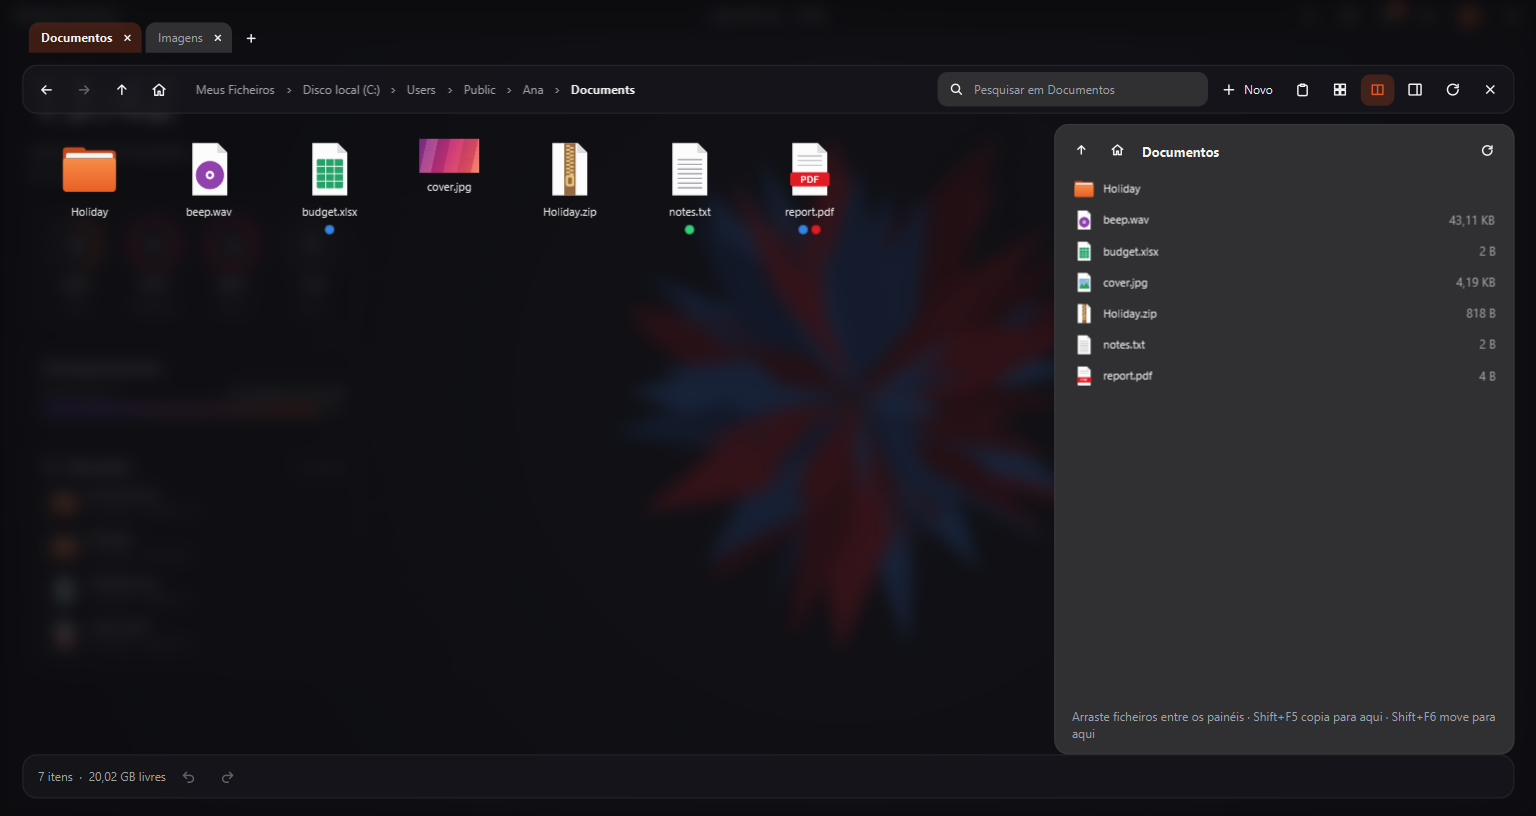 Documentos
Imagens
Meus Ficheiros › Disco local (C:) › Users › Public › Ana › Documents
Pesquisar em Documentos
Novo
Holiday
beep.wav
budget.xlsx
cover.jpg
Holiday.zip
notes.txt
PDF
report.pdf
Documentos
Holiday
beep.wav 43,11 KB
budget.xlsx 2 B
cover.jpg 4,19 KB
Holiday.zip 818 B
notes.txt 2 B
report.pdf 4 B
Arraste ficheiros entre os painéis · Shift+F5 copia para aqui · Shift+F6 move para
aqui
7 itens · 20,02 GB livres